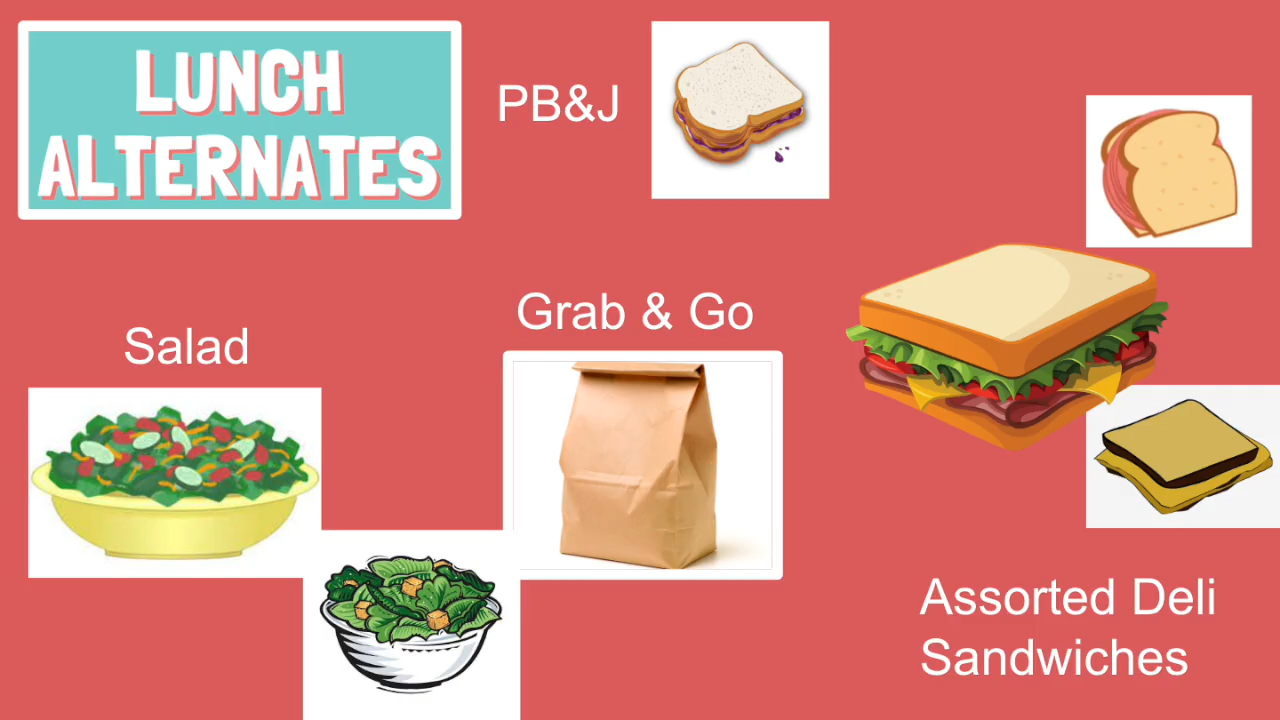 LUNCH
ALTERNATES
PB&J
Grab & Go
Salad
Assorted Deli
Sandwiches